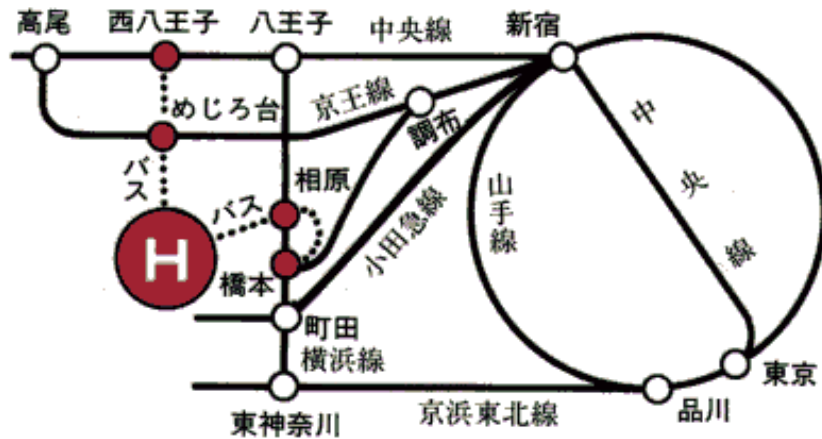 高尾
西八王子
八王子
中央線
新宿
めじろ台
京王線
調布
中央線
バス
相原
バス
山手線
小田急線
H
橋本
町田
横浜線
東京
京浜東北線
品川
東神奈川